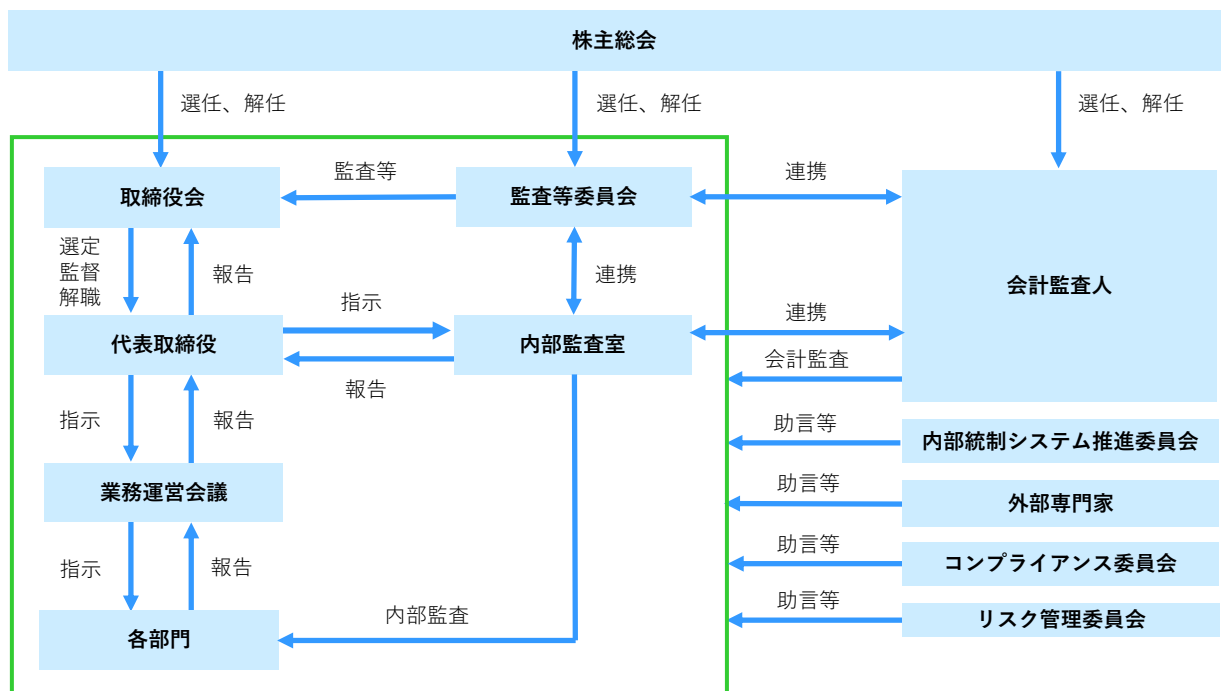 株主総会
選任、解任
選任、解任
選任、解任
取締役会
監査等
監査等委員会
連携
会計監査人
選定
監督
解職
報告
連携
指示
連携
代表取締役
内部監査室
会計監査
報告
指示
報告
助言等
内部統制システム推進委員会
業務運営会議
助言等
外部専門家
指示
報告
助言等
コンプライアンス委員会
各部門
内部監査
助言等
リスク管理委員会